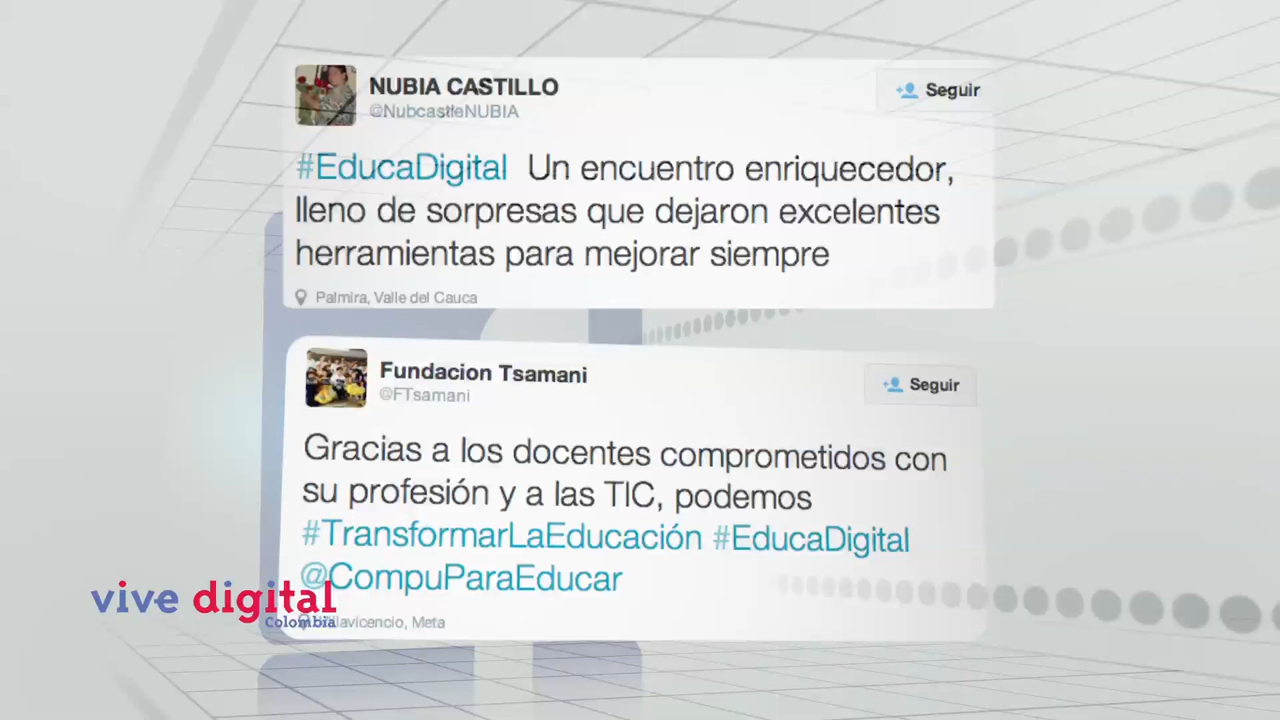 NUBIA CASTILLO
@NubcastleNUBIA
Seguir
#EducaDigital Un encuentro enriquecedor,
lleno de sorpresas que dejaron excelentes
herramientas para mejorar siempre
Palmira, Valle del Cauca
Fundacion Tsamani
@FTsamani
Seguir
Gracias a los docentes comprometidos con
su profesión y a las TIC, podemos
#TransformarLaEducación #EducaDigital
@CompuParaEducar
Villavicencio, Meta
vive digital
Colombia